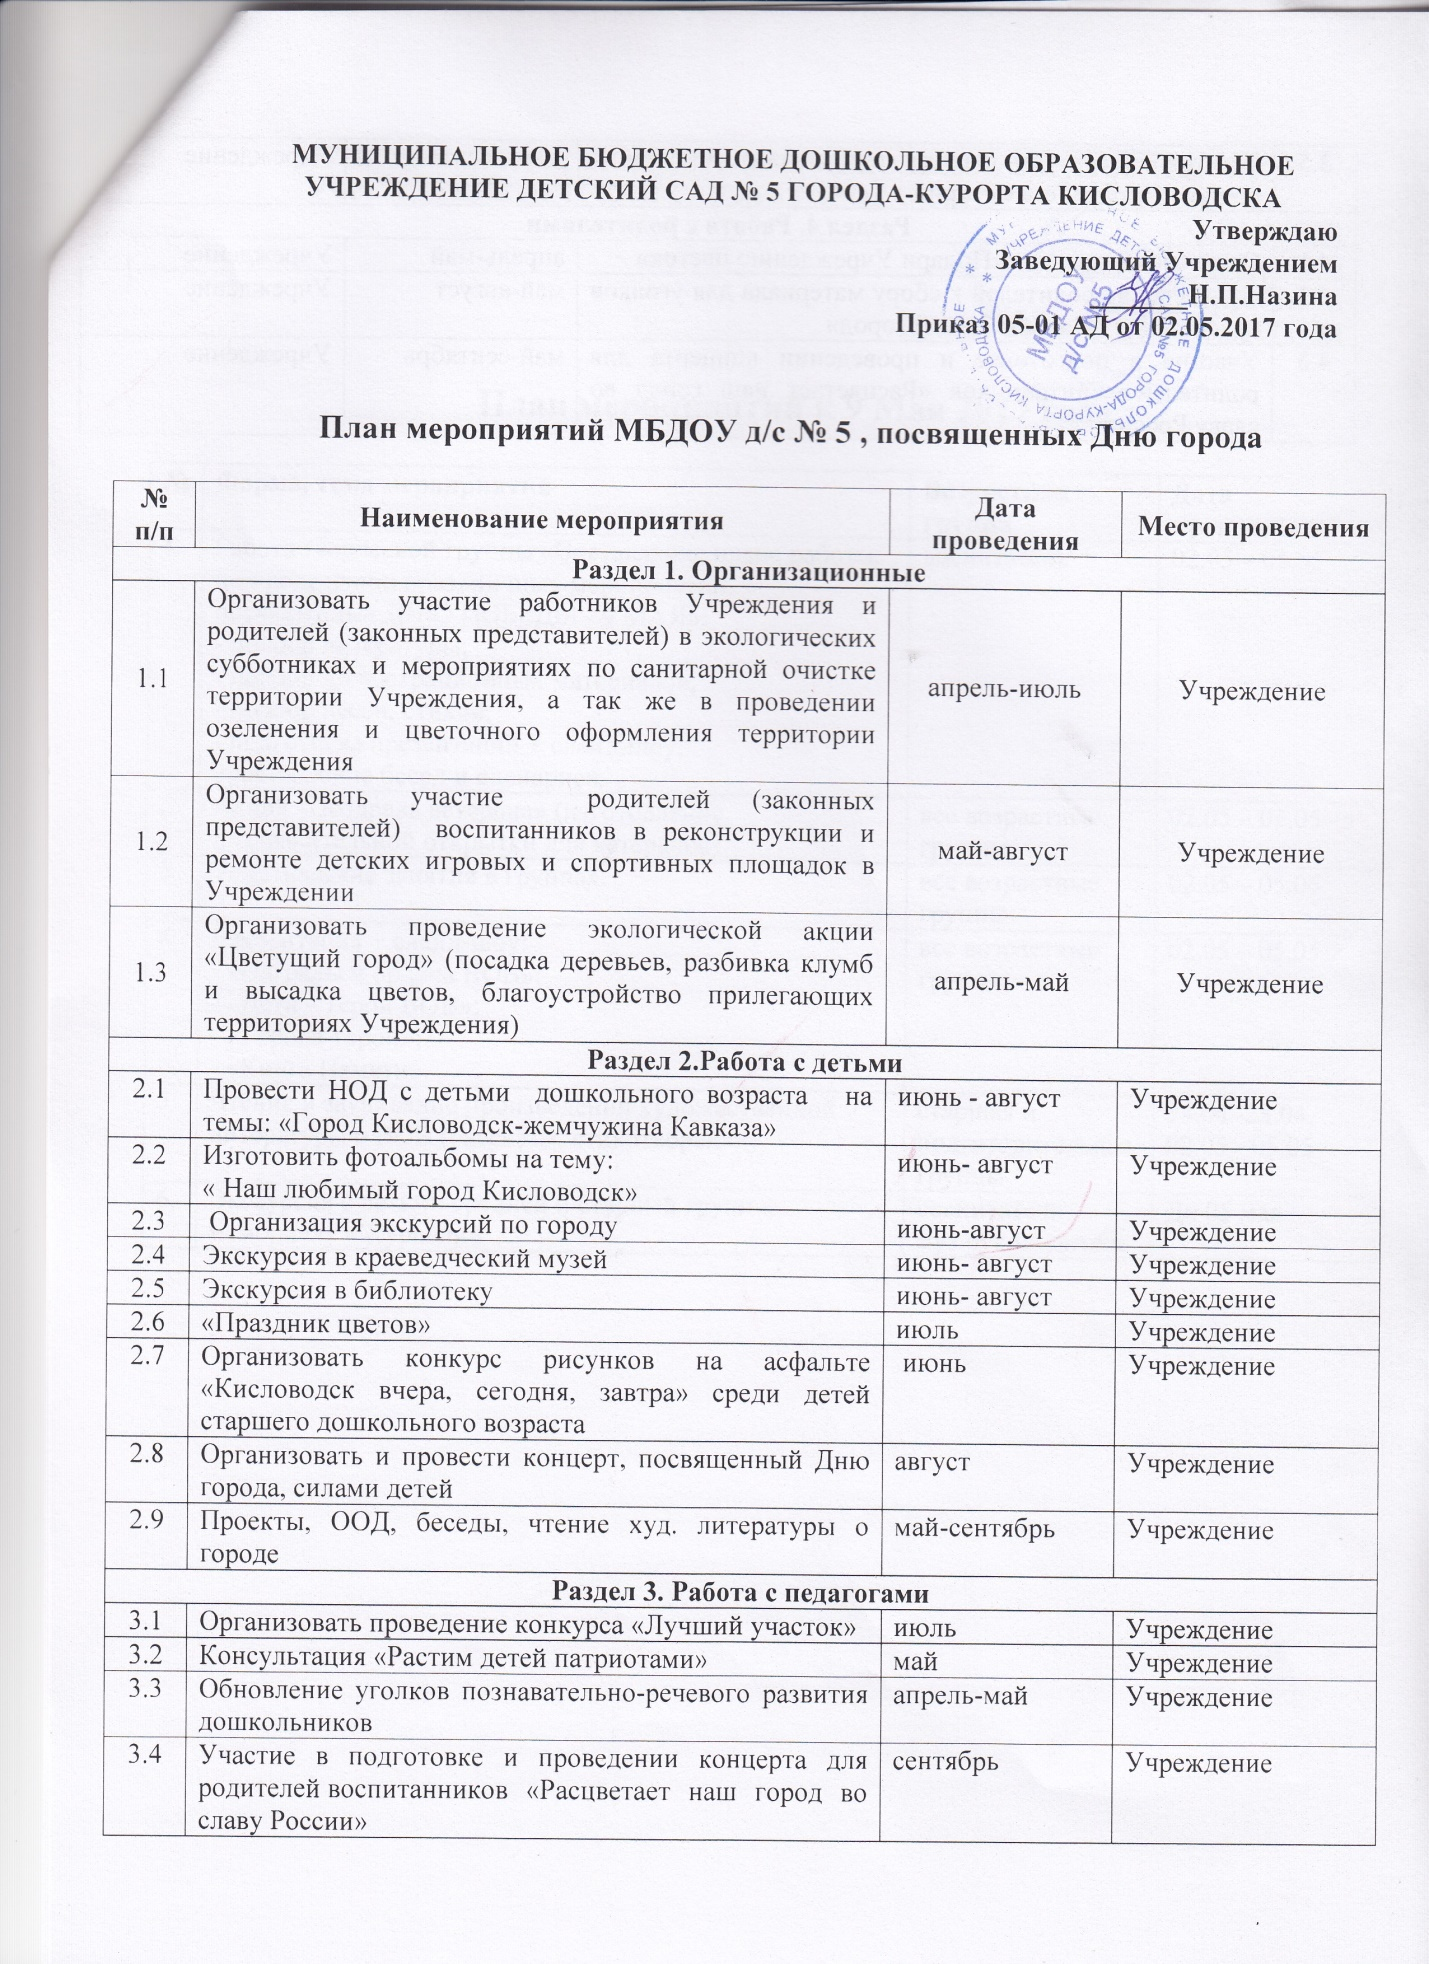 МУНИЦИПАЛЬНОЕ БЮДЖЕТНОЕ ДОШКОЛЬНОЕ ОБРАЗОВАТЕЛЬНОЕ
УЧРЕЖДЕНИЕ ДЕТСКИЙ САД № 5 ГОРОДА-КУРОРТА КИСЛОВОДСКА
Утверждаю
Заведующий Учреждением
Н.П.Назина
Приказ 05-01 АД от 02.05.2017 года
МБДОУ
д/с №5
План мероприятий МБДОУ д/с № 5 , посвященных Дню города
№ п/п
Наименование мероприятия
Дата проведения
Место проведения
Раздел 1. Организационные
1.1
Организовать участие работников Учреждения и
родителей (законных представителей) в экологических
субботниках и мероприятиях по санитарной очистке
территории Учреждения, а так же в проведении
озеленения и цветочного оформления территории
Учреждения
апрель-июль
Учреждение
1.2
Организовать участие родителей (законных
представителей) воспитанников в реконструкции и
ремонте детских игровых и спортивных площадок в
Учреждении
май-август
Учреждение
1.3
Организовать проведение экологической акции
«Цветущий город» (посадка деревьев, разбивка клумб
и высадка цветов, благоустройство прилегающих
территориях Учреждения)
апрель-май
Учреждение
Раздел 2.Работа с детьми
2.1
Провести НОД с детьми дошкольного возраста на
темы: «Город Кисловодск-жемчужина Кавказа»
июнь - август
Учреждение
2.2
Изготовить фотоальбомы на тему:
« Наш любимый город Кисловодск»
июнь- август
Учреждение
2.3
Организация экскурсий по городу
июнь-август
Учреждение
2.4
Экскурсия в краеведческий музей
июнь- август
Учреждение
2.5
Экскурсия в библиотеку
июнь- август
Учреждение
2.6
«Праздник цветов»
июль
Учреждение
2.7
Организовать конкурс рисунков на асфальте
«Кисловодск вчера, сегодня, завтра» среди детей
старшего дошкольного возраста
июнь
Учреждение
2.8
Организовать и провести концерт, посвященный Дню
города, силами детей
август
Учреждение
2.9
Проекты, ООД, беседы, чтение худ. литературы о
городе
май-сентябрь
Учреждение
Раздел 3. Работа с педагогами
3.1
Организовать проведение конкурса «Лучший участок»
июль
Учреждение
3.2
Консультация «Растим детей патриотами»
май
Учреждение
3.3
Обновление уголков познавательно-речевого развития
дошкольников
апрель-май
Учреждение
3.4
Участие в подготовке и проведении концерта для
родителей воспитанников «Расцветает наш город во
славу России»
сентябрь
Учреждение